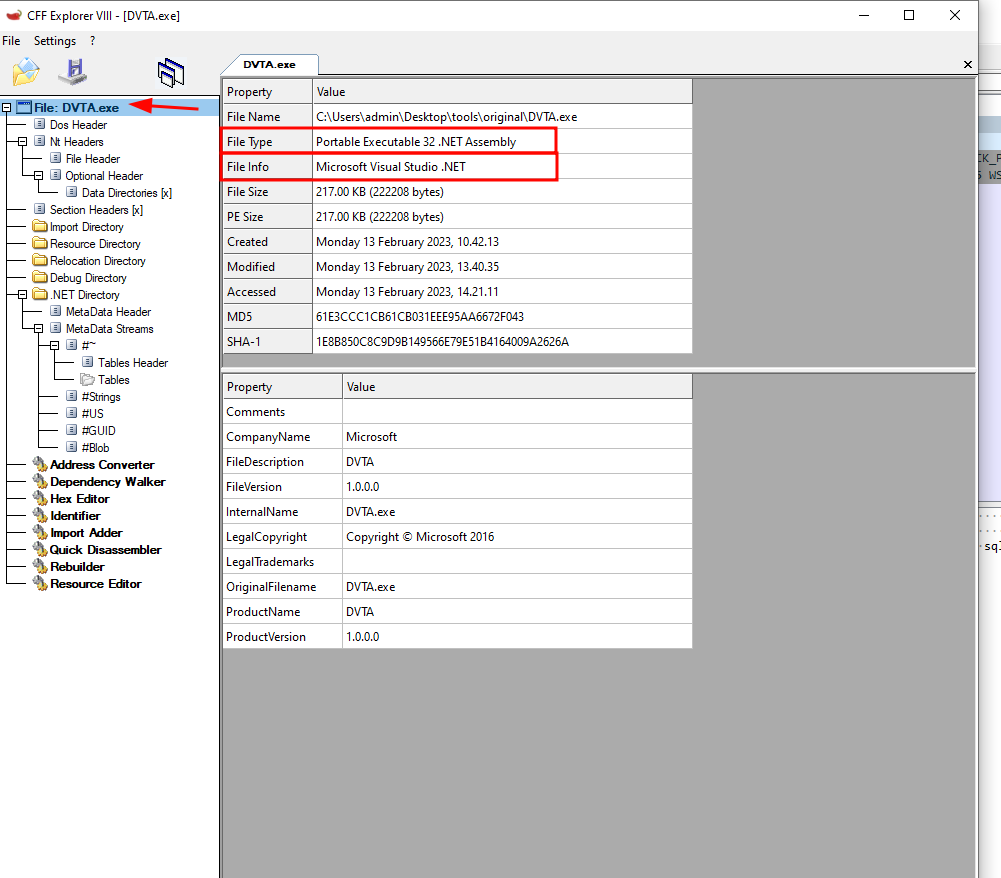 CFF Explorer VIII - [DVTA.exe]
File Settings ?
DVTA.exe
File: DVTA.exe
Dos Header
Nt Headers
File Header
Optional Header
Data Directories [x]
Section Headers [x]
Import Directory
Resource Directory
Relocation Directory
Debug Directory
.NET Directory
MetaData Header
MetaData Streams
#~
Tables Header
Tables
#Strings
#US
#GUID
#Blob
Address Converter
Dependency Walker
Hex Editor
Identifier
Import Adder
Quick Disassembler
Rebuilder
Resource Editor
Property Value
File Name C:\Users\admin\Desktop\tools\original\DVTA.exe
File Type Portable Executable 32 .NET Assembly
File Info Microsoft Visual Studio .NET
File Size 217.00 KB (222208 bytes)
PE Size 217.00 KB (222208 bytes)
Created Monday 13 February 2023, 10.42.13
Modified Monday 13 February 2023, 13.40.35
Accessed Monday 13 February 2023, 14.21.11
MD5 61E3CCC1CB61CB031EEE95AA6672F043
SHA-1 1E8B850C8C9D9B149566E79E51B4164009A2626A
Property Value
Comments
CompanyName Microsoft
FileDescription DVTA
FileVersion 1.0.0.0
InternalName DVTA.exe
LegalCopyright Copyright © Microsoft 2016
LegalTrademarks
OriginalFilename DVTA.exe
ProductName DVTA
ProductVersion 1.0.0.0